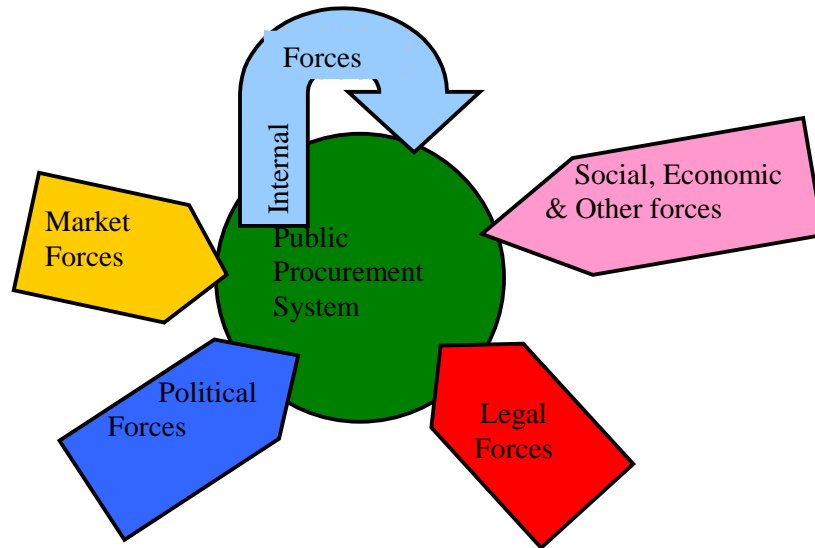 Forces
Internal
Social, Economic
& Other forces
Market
Forces
Public
Procurement
System
Political
Forces
Legal
Forces